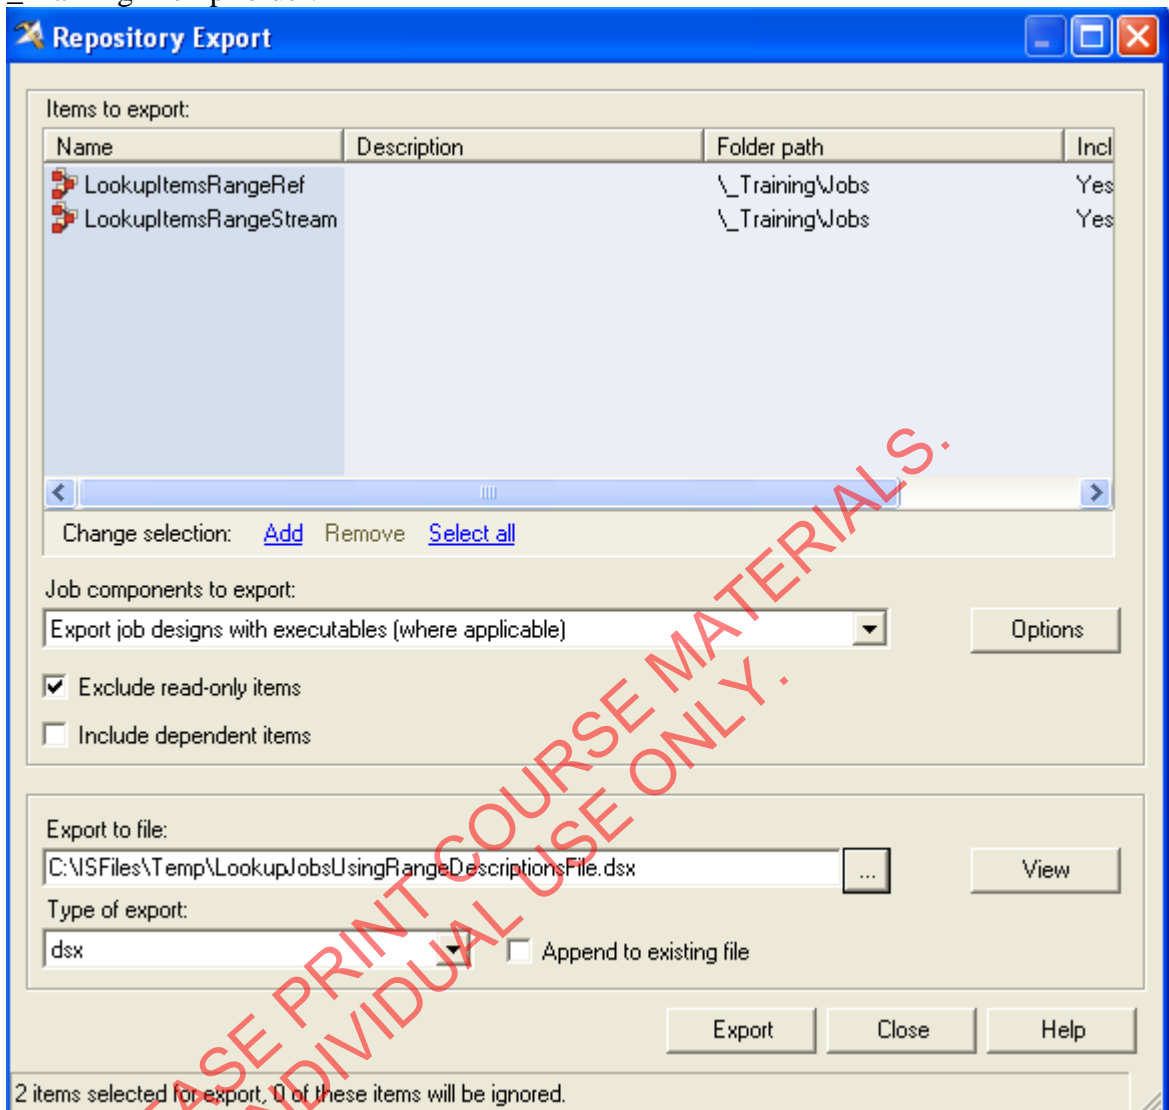 Repository Export
Items to export:
Name Description Folder path Incl
LookupItemsRangeRef \_Training\Jobs Yes
LookupItemsRangeStream \_Training\Jobs Yes
Change selection: Add Remove Select all
Job components to export:
Export job designs with executables (where applicable) Options
Exclude read-only items
Include dependent items
Export to file:
C:\ISFiles\Temp\LookupJobsUsingRangeDescriptionsFile.dsx ... View
Type of export:
dsx Append to existing file
Export Close Help
2 items selected for export, 0 of these items will be ignored.
PRINT COURSE MATERIALS.
INDIVIDUAL USE ONLY.